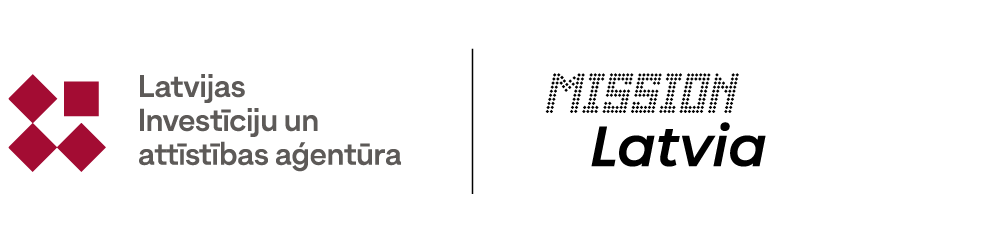 Latvijas
Investīciju un
attīstības aģentūra
MISSION
Latvia